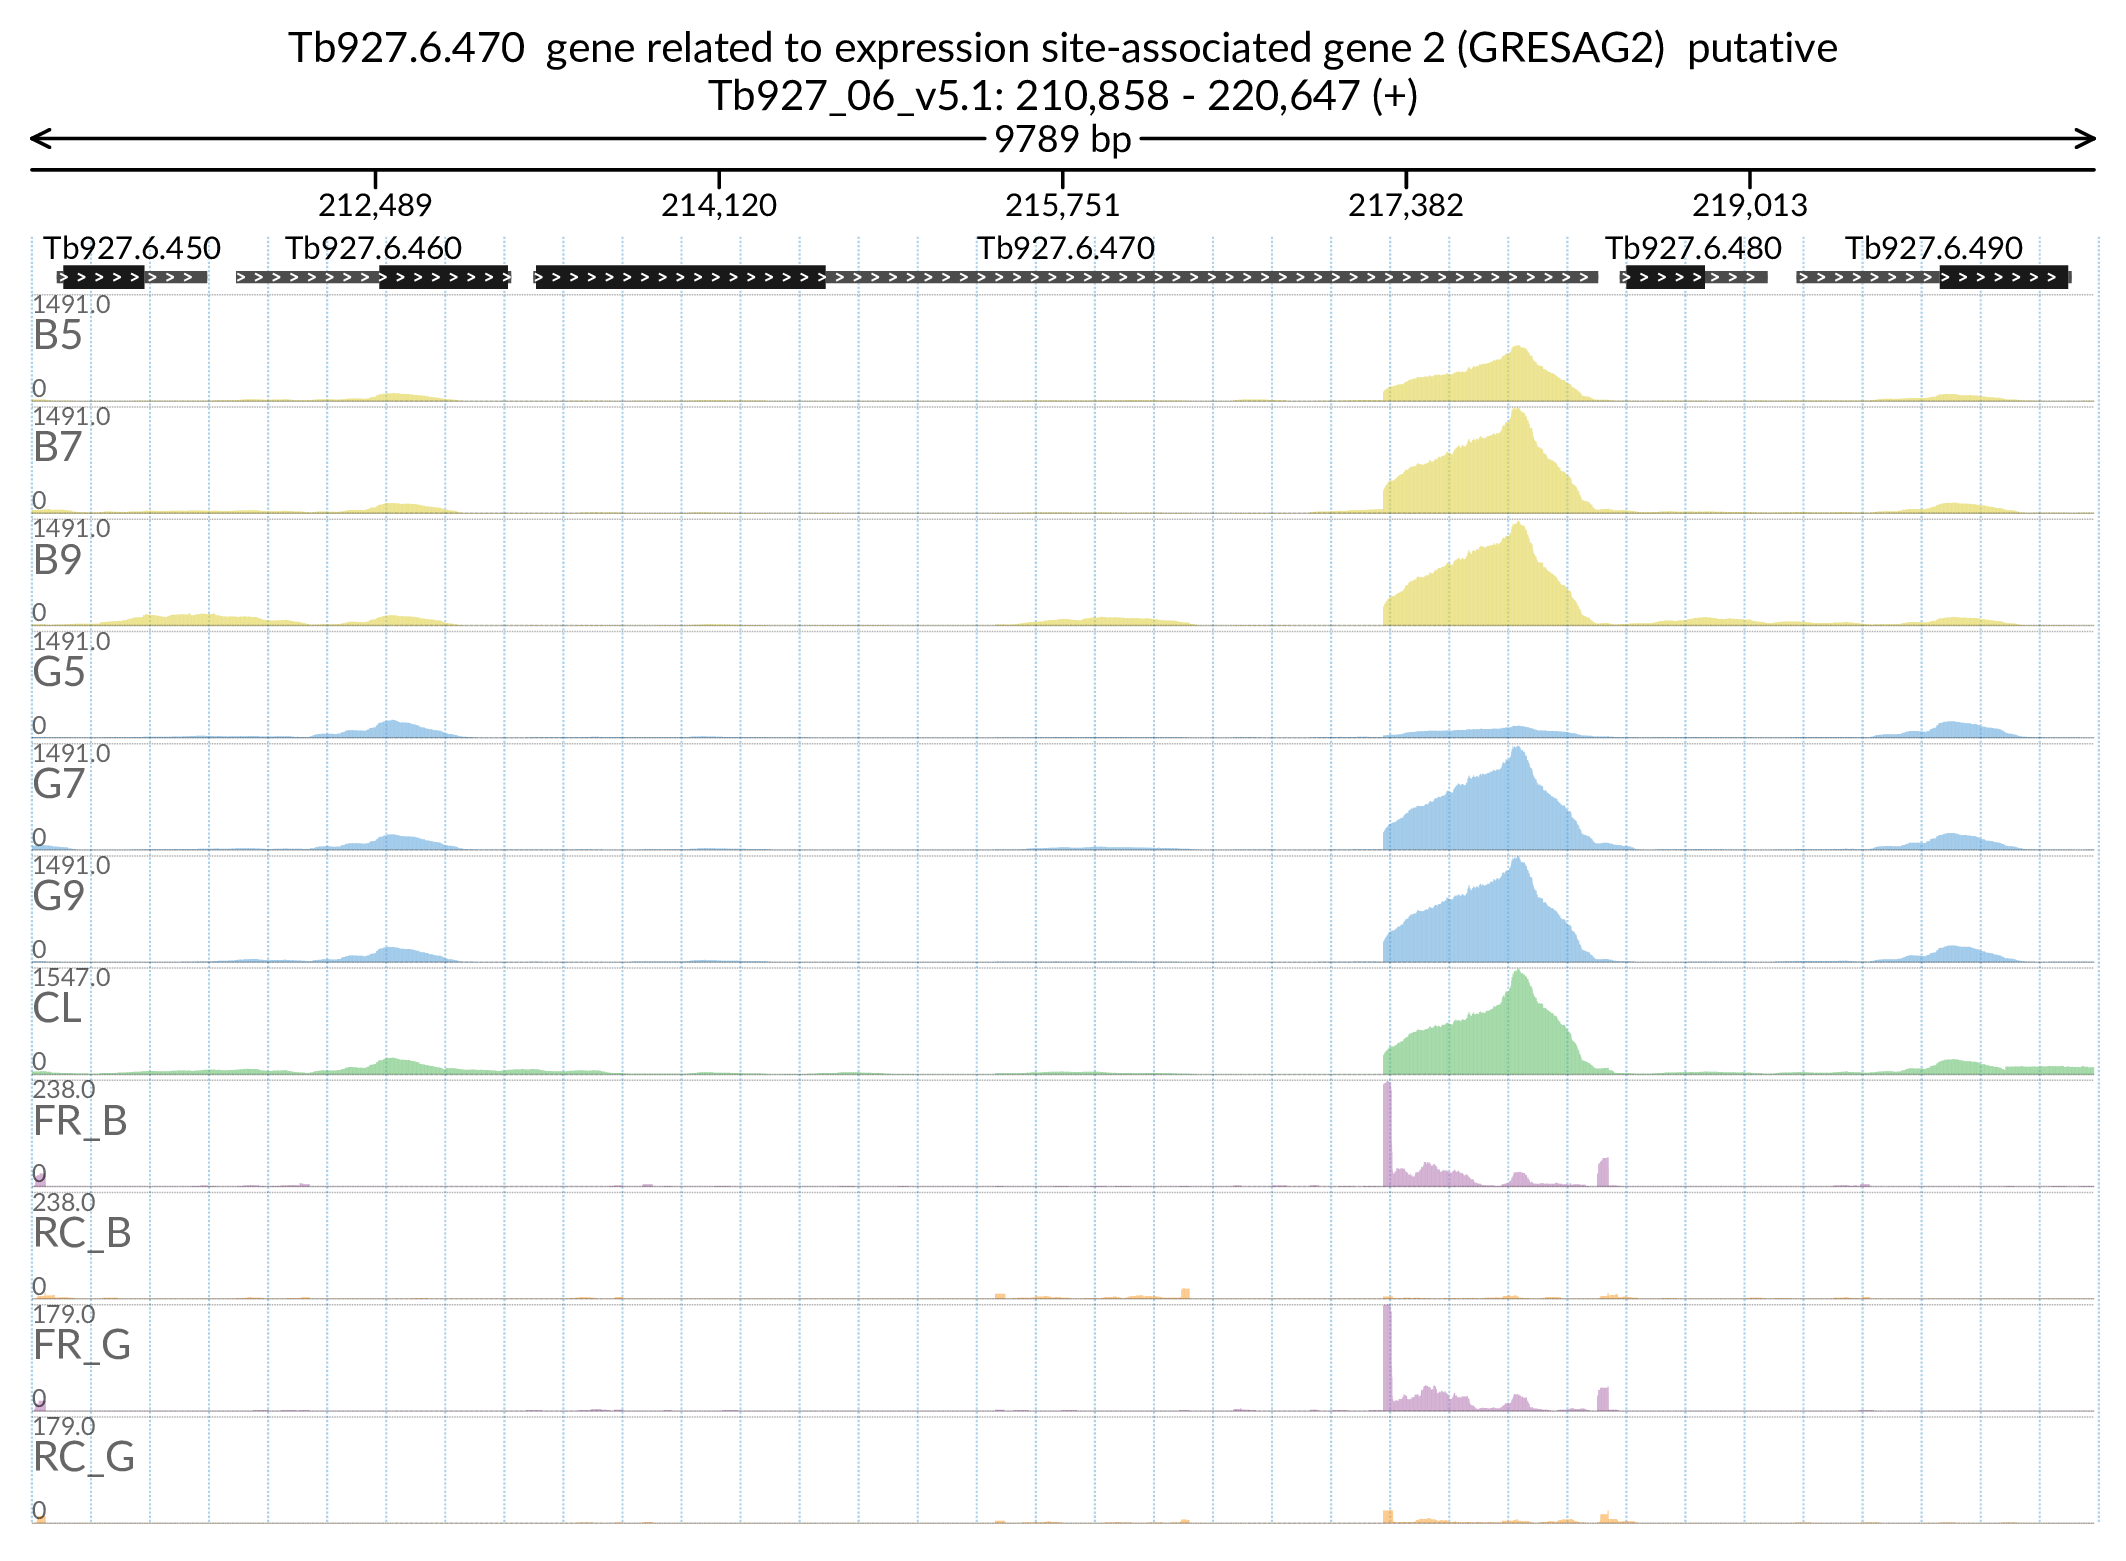 Tb927.6.470  gene related to expression site-associated gene 2 (GRESAG2)  putative
Tb927_06_v5.1: 210,858 - 220,647 (+)
9789 bp
212,489 214,120 215,751 217,382 219,013
Tb927.6.450 Tb927.6.460 Tb927.6.470 Tb927.6.480 Tb927.6.490
1491.0
B5
0
1491.0
B7
0
1491.0
B9
0
1491.0
G5
0
1491.0
G7
0
1491.0
G9
0
1547.0
CL
0
238.0
FR_B
0
238.0
RC_B
0
179.0
FR_G
0
179.0
RC_G
0